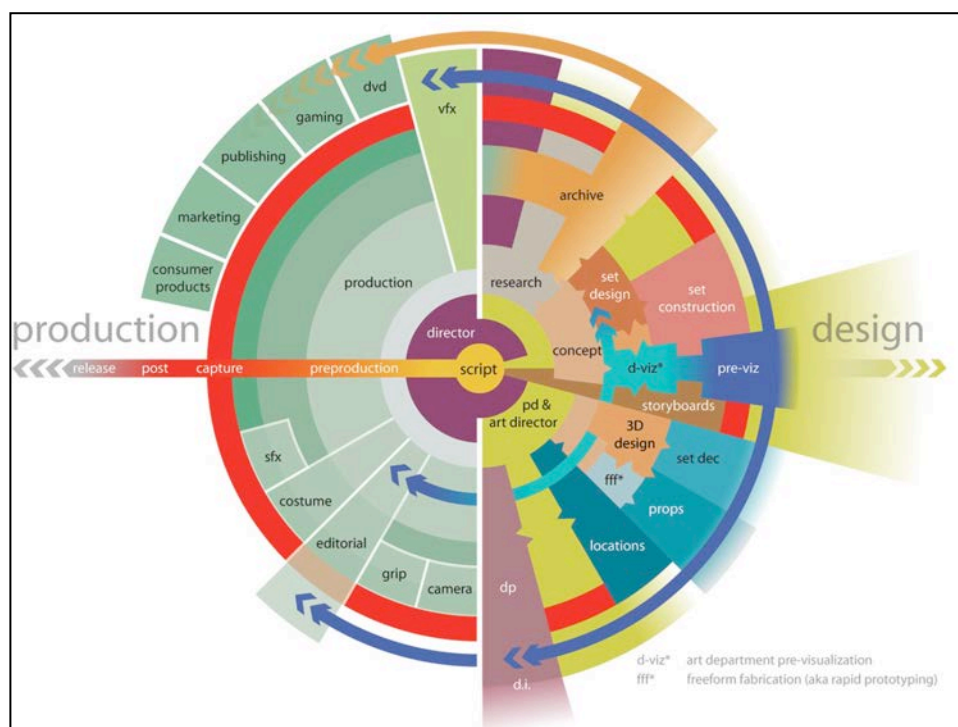 dvd
vfx
gaming
publishing
marketing
consumer
products
production
archive
research
set
design
set
construction
director
production
design
concept
release
post
capture
preproduction
script
d-viz*
pre-viz
storyboards
pd &
art director
3D
design
sfx
set dec
fff*
costume
props
editorial
locations
grip
camera
dp
d.i.
d-viz* art department pre-visualization
fff* freeform fabrication (aka rapid prototyping)